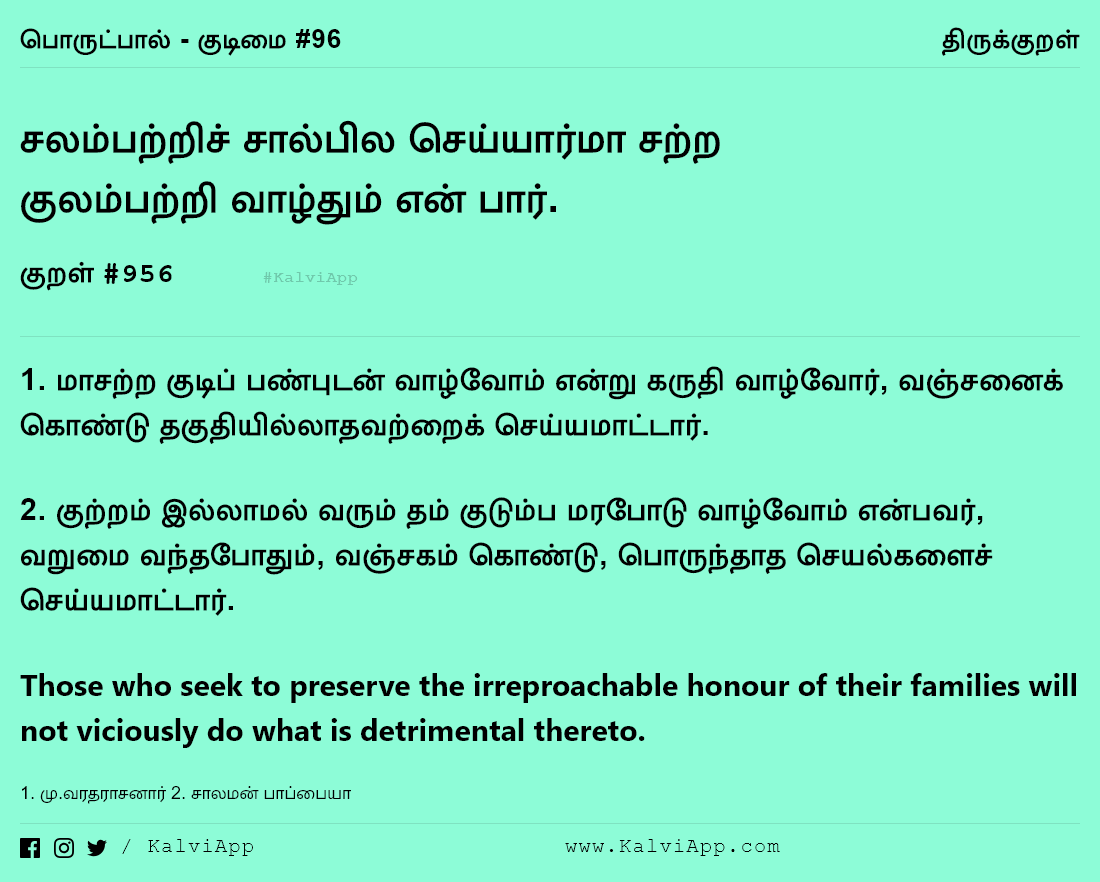 பொருட்பால் - குடிமை #96 திருக்குறள்
சலம்பற்றிச் சால்பில செய்யார்மா சற்ற
குலம்பற்றி வாழ்தும் என் பார்.
குறள் #956 #KalviApp
1. மாசற்ற குடிப் பண்புடன் வாழ்வோம் என்று கருதி வாழ்வோர், வஞ்சனைக்
கொண்டு தகுதியில்லாதவற்றைக் செய்யமாட்டார்.
2. குற்றம் இல்லாமல் வரும் தம் குடும்ப மரபோடு வாழ்வோம் என்பவர்,
வறுமை வந்தபோதும், வஞ்சகம் கொண்டு, பொருந்தாத செயல்களைச்
செய்யமாட்டார்.
Those who seek to preserve the irreproachable honour of their families will
not viciously do what is detrimental thereto.
1. மு.வரதராசனார் 2. சாலமன் பாப்பையா
/ KalviApp www.KalviApp.com